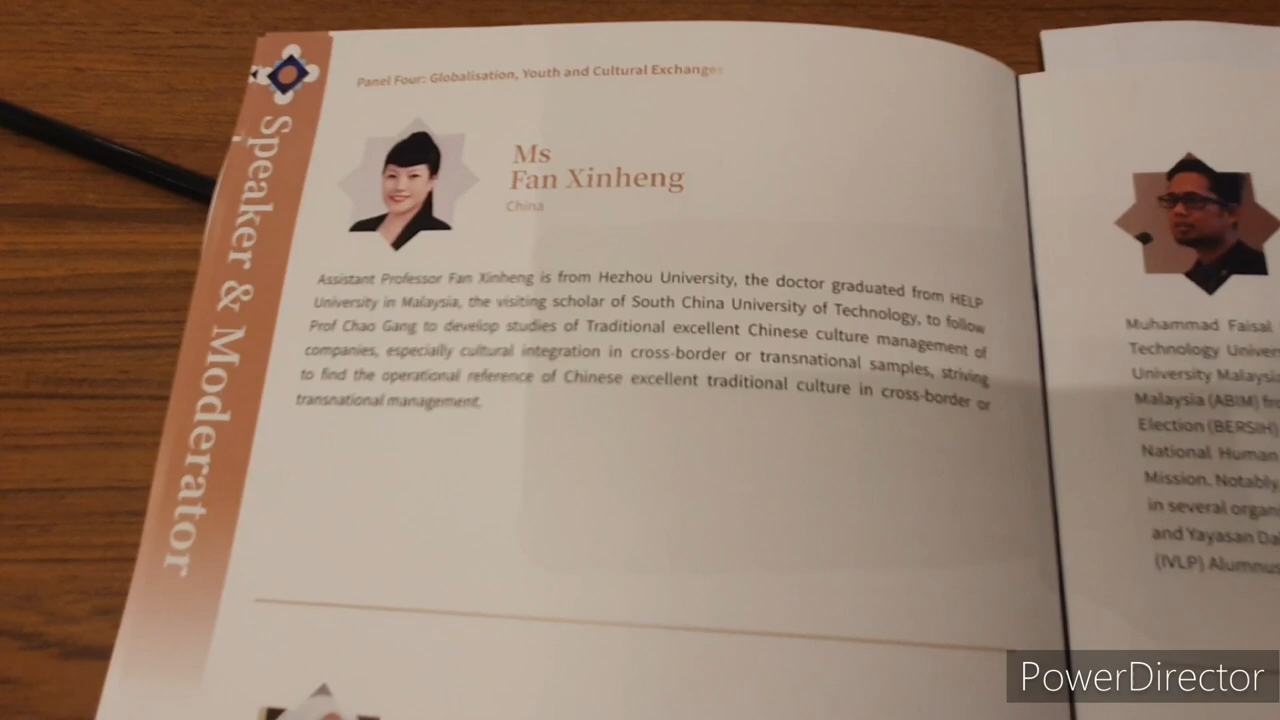 Panel Four: Globalisation, Youth and Cultural Exchanges
Speaker & Moderator
Ms
Fan Xinheng
China
Assistant Professor Fan Xinheng is from Hezhou University, the doctor graduated from HELP
University in Malaysia, the visiting scholar of South China University of Technology, to follow
Prof Chao Gang to develop studies of Traditional excellent Chinese culture management of
companies, especially cultural integration in cross-border or transnational samples, striving
to find the operational reference of Chinese excellent traditional culture in cross-border or
transnational management.
Muhammad Faisal
Technology
University Malaysia
Malaysia (ABIM)
Election (BERSIH)
National Human
Mission. Notably
in several
and Yayasan
(IVLP) Alumnus
PowerDirector